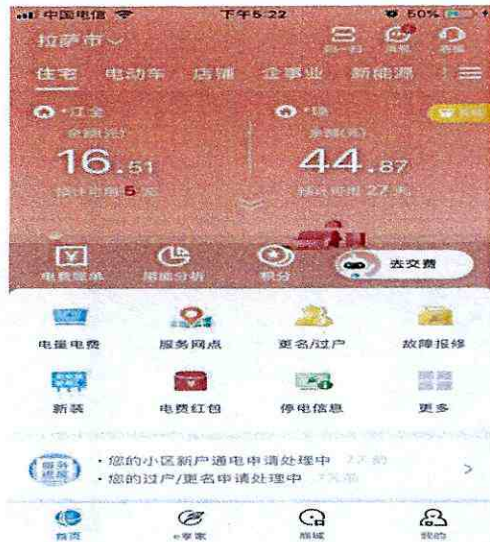 中国电信 下午5:22 50%
拉萨市
扫一扫 消息 客服
住宅 电动车 店铺 企事业 新能源
余额(元) 余额(元)
16.51 44.87
预计可用5天 预计可用27天
电费账单 用能分析 积分 去交费
电量电费 服务网点 更名/过户 故障报修
新装 电费红包 停电信息 更多
服务进度
·您的小区新户通电申请处理中
·您的过户/更名申请处理中
首页 e享家 商城 我的